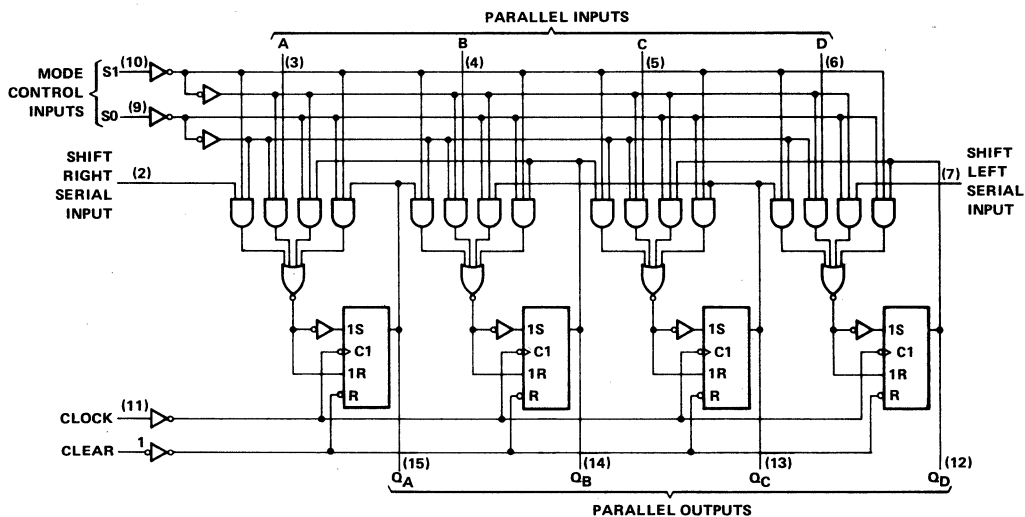 PARALLEL INPUTS
A B C D
(3) (4) (5) (6)
MODE
CONTROL
INPUTS
S1 (10)
S0 (9)
SHIFT
RIGHT
SERIAL
INPUT
(2)
(7)
SHIFT
LEFT
SERIAL
INPUT
1S 1S 1S 1S
C1 C1 C1 C1
1R 1R 1R 1R
R R R R
CLOCK (11)
CLEAR 1
(15) (14) (13) (12)
QA QB QC QD
PARALLEL OUTPUTS